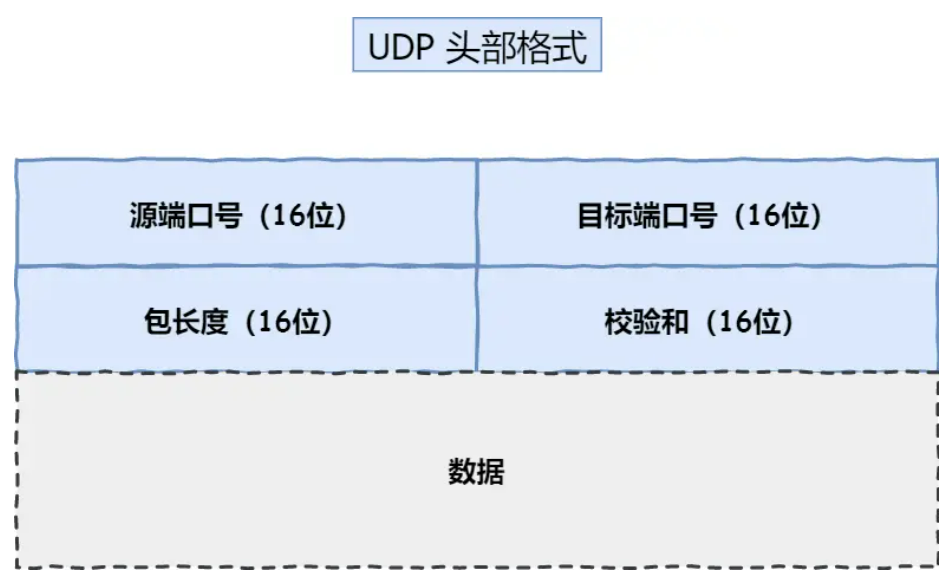 UDP 头部格式
源端口号（16位）
目标端口号（16位）
包长度（16位）
校验和（16位）
数据